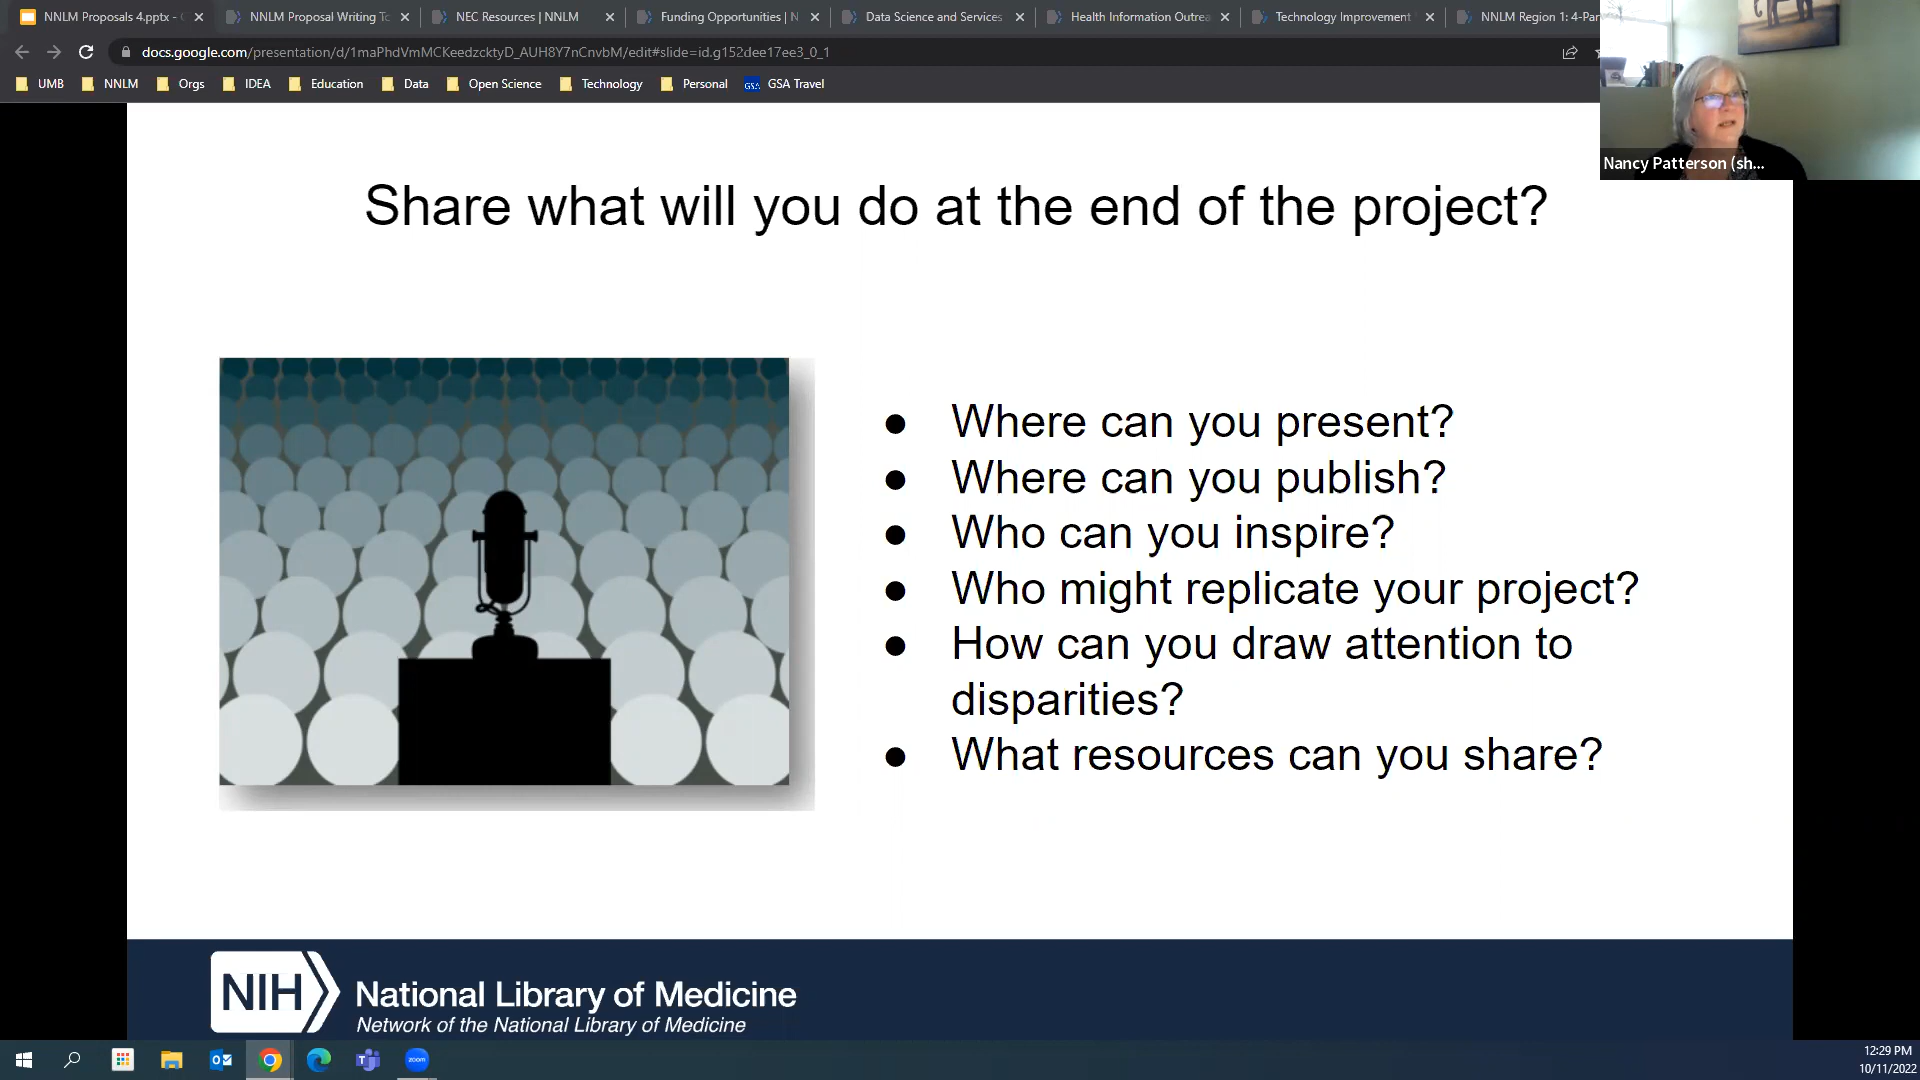 NNLM Proposals 4.pptx -
NNLM Proposal Writing To
NEC Resources | NNLM
Funding Opportunities | N
Data Science and Services
Health Information Outrea
Technology Improvement
NNLM Region 1: 4-Par
docs.google.com/presentation/d/1maPhdVmMCKeedzcktyD_AUH8Y7nCnvbM/edit#slide=id.g152dee17ee3_0_1
UMB
NNLM
Orgs
IDEA
Education
Data
Open Science
Technology
Personal
GSA
GSA Travel
Nancy Patterson (sh...
Share what will you do at the end of the project?
● Where can you present?
● Where can you publish?
● Who can you inspire?
● Who might replicate your project?
● How can you draw attention to
disparities?
● What resources can you share?
NIH
National Library of Medicine
Network of the National Library of Medicine
zoom
12:29 PM
10/11/2022